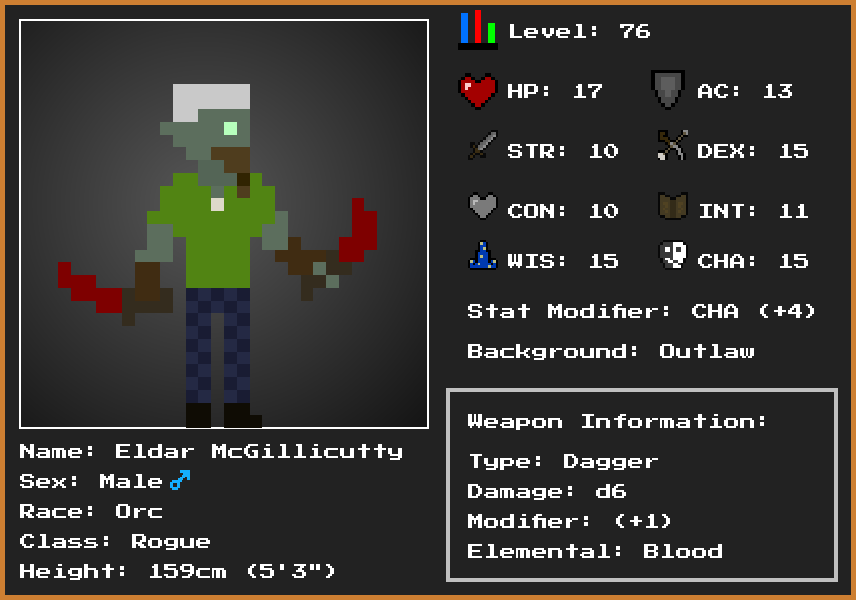 Level: 76
HP: 17
AC: 13
STR: 10
DEX: 15
CON: 10
INT: 11
WIS: 15
CHA: 15
Stat Modifier: CHA (+4)
Background: Outlaw
Weapon Information:
Type: Dagger
Damage: d6
Modifier: (+1)
Elemental: Blood
Name: Eldar McGillicutty
Sex: Male ♂
Race: Orc
Class: Rogue
Height: 159cm (5'3")